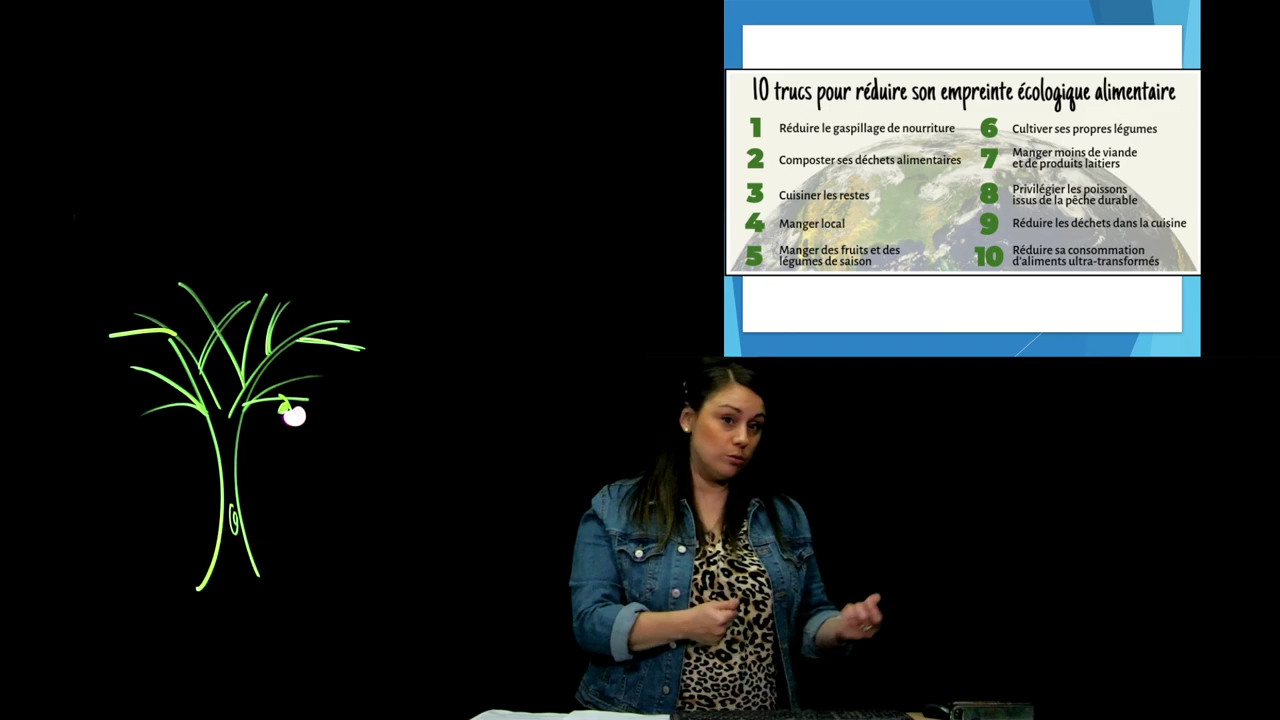 10 trucs pour réduire son empreinte écologique alimentaire
1 Réduire le gaspillage de nourriture
2 Composter ses déchets alimentaires
3 Cuisiner les restes
4 Manger local
5 Manger des fruits et des
légumes de saison
6 Cultiver ses propres légumes
7 Manger moins de viande
et de produits laitiers
8 Privilégier les poissons
issus de la pêche durable
9 Réduire les déchets dans la cuisine
10 Réduire sa consommation
d'aliments ultra-transformés